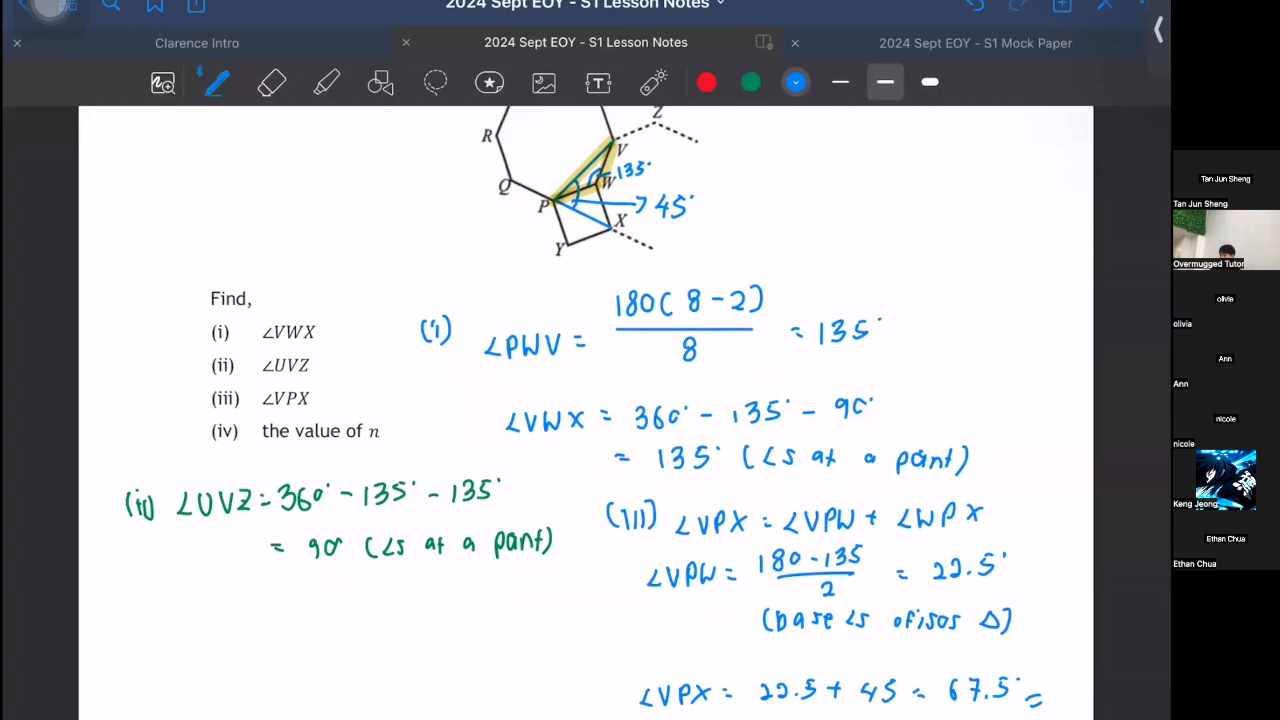 2024 Sept EOY - S1 Lesson Notes
Clarence Intro
2024 Sept EOY - S1 Lesson Notes
2024 Sept EOY - S1 Mock Paper
Z
R
V
135°
Q
W
P
45°
X
Y
Find,
(i) ∠VWX
(ii) ∠UVZ
(iii) ∠VPX
(iv) the value of n
(i) ∠PWV = 180(8-2)/8 = 135°
∠VWX = 360° - 135° - 90°
= 135° (∠s at a point)
(ii) ∠UVZ = 360° - 135° - 135°
= 90° (∠s at a point)
(iii) ∠VPX = ∠VPW + ∠WPX
∠VPW = 180-135/2 = 22.5°
(base ∠s of isos Δ)
∠VPX = 22.5 + 45 = 67.5°
Tan Jun Sheng
Tan Jun Sheng
Overmugged Tutor
olivia
olivia
Ann
Ann
nicole
nicole
Keng Jeong
Ethan Chua
Ethan Chua